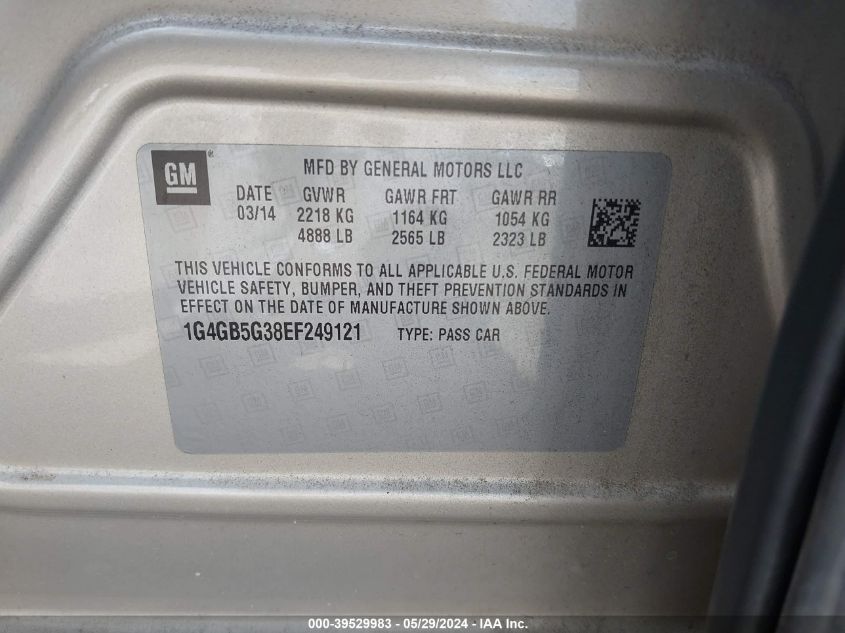 GM®
MFD BY GENERAL MOTORS LLC
DATE GVWR GAWR FRT GAWR RR
03/14 2218 KG 1164 KG 1054 KG
4888 LB 2565 LB 2323 LB
THIS VEHICLE CONFORMS TO ALL APPLICABLE U.S. FEDERAL MOTOR
VEHICLE SAFETY, BUMPER, AND THEFT PREVENTION STANDARDS IN
EFFECT ON THE DATE OF MANUFACTURE SHOWN ABOVE.
1G4GB5G38EF249121 TYPE: PASS CAR
000-39529983 - 05/29/2024 - IAA Inc.